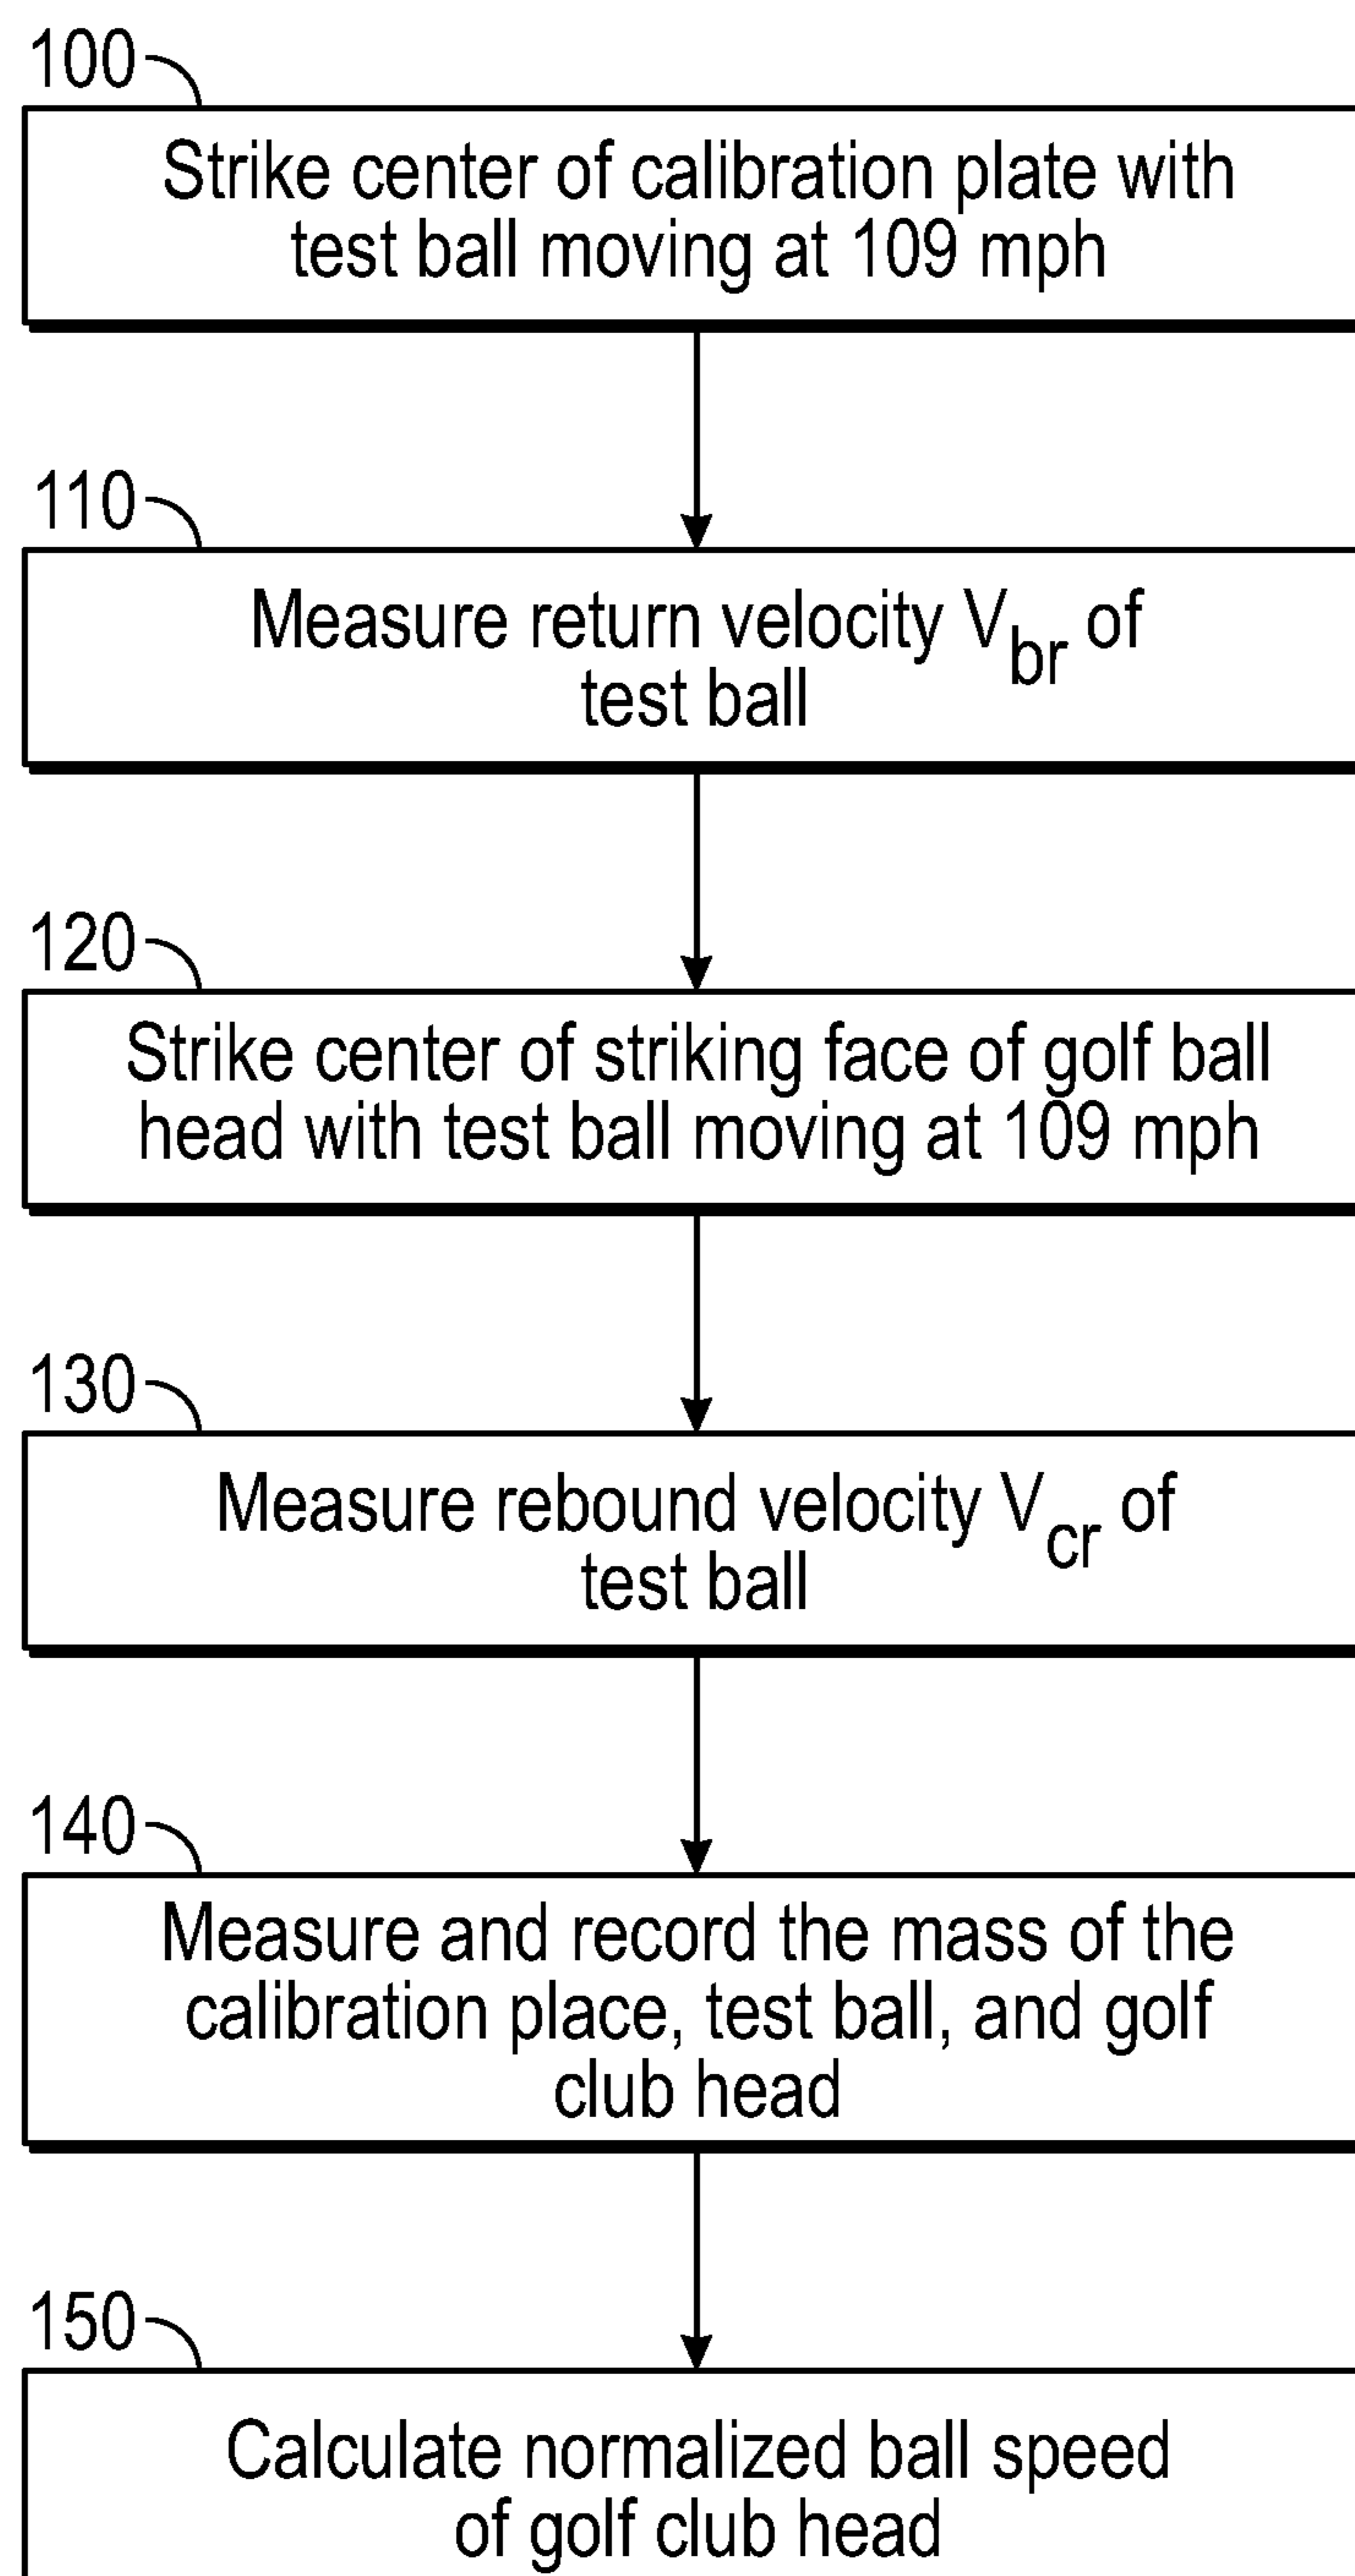 100
Strike center of calibration plate with
test ball moving at 109 mph
110
Measure return velocity Vbr of
test ball
120
Strike center of striking face of golf ball
head with test ball moving at 109 mph
130
Measure rebound velocity Vcr of
test ball
140
Measure and record the mass of the
calibration place, test ball, and golf
club head
150
Calculate normalized ball speed
of golf club head